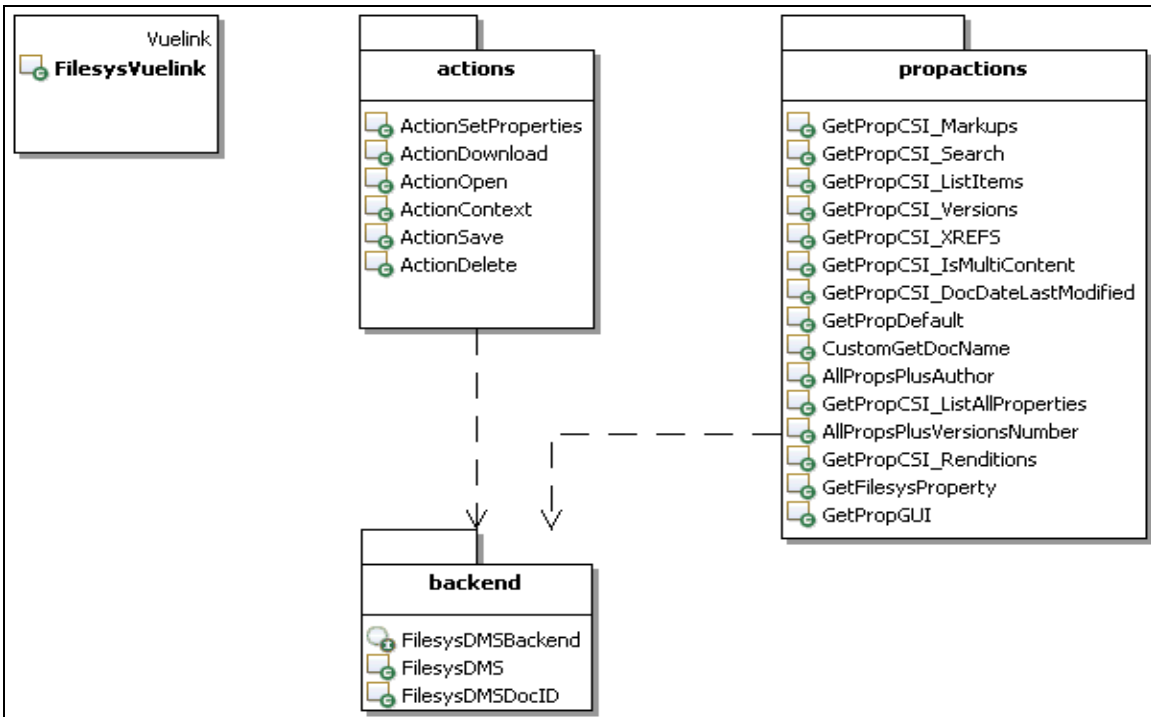 Vuelink
FilesysVuelink
actions
ActionSetProperties
ActionDownload
ActionOpen
ActionContext
ActionSave
ActionDelete
propactions
GetPropCSI_Markups
GetPropCSI_Search
GetPropCSI_ListItems
GetPropCSI_Versions
GetPropCSI_XREFS
GetPropCSI_IsMultiContent
GetPropCSI_DocDateLastModified
GetPropDefault
CustomGetDocName
AllPropsPlusAuthor
GetPropCSI_ListAllProperties
AllPropsPlusVersionsNumber
GetPropCSI_Renditions
GetFilesysProperty
GetPropGUI
backend
FilesysDMSBackend
FilesysDMS
FilesysDMSDocID